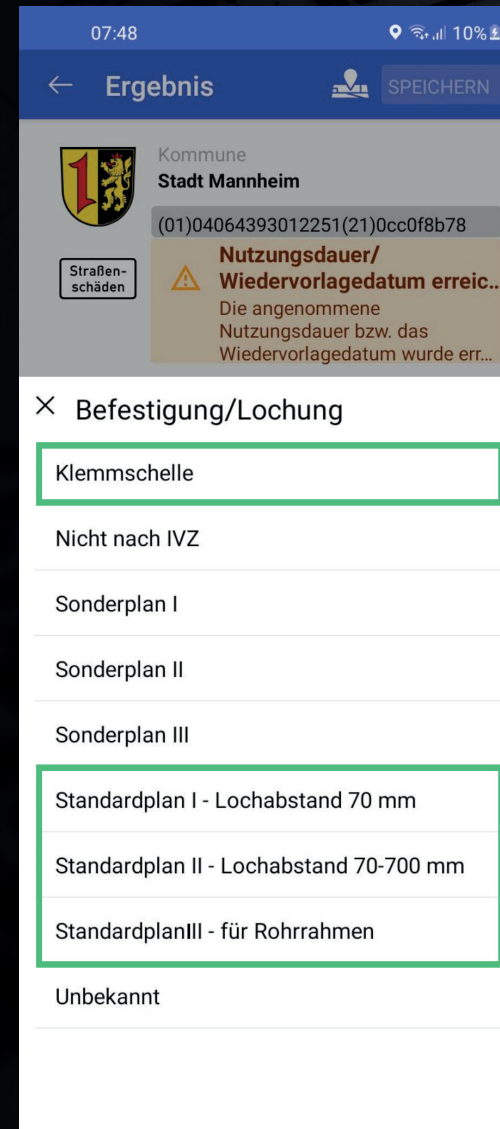 07:48
10%
← Ergebnis
SPEICHERN
Kommune
Stadt Mannheim
(01)04064393012251(21)0cc0f8b78
Straßen-
schäden
Nutzungsdauer/
Wiedervorlagedatum erreic...
Die angenommene
Nutzungsdauer bzw. das
Wiedervorlagedatum wurde err...
× Befestigung/Lochung
Klemmschelle
Nicht nach IVZ
Sonderplan I
Sonderplan II
Sonderplan III
Standardplan I - Lochabstand 70 mm
Standardplan II - Lochabstand 70-700 mm
StandardplanIII - für Rohrrahmen
Unbekannt